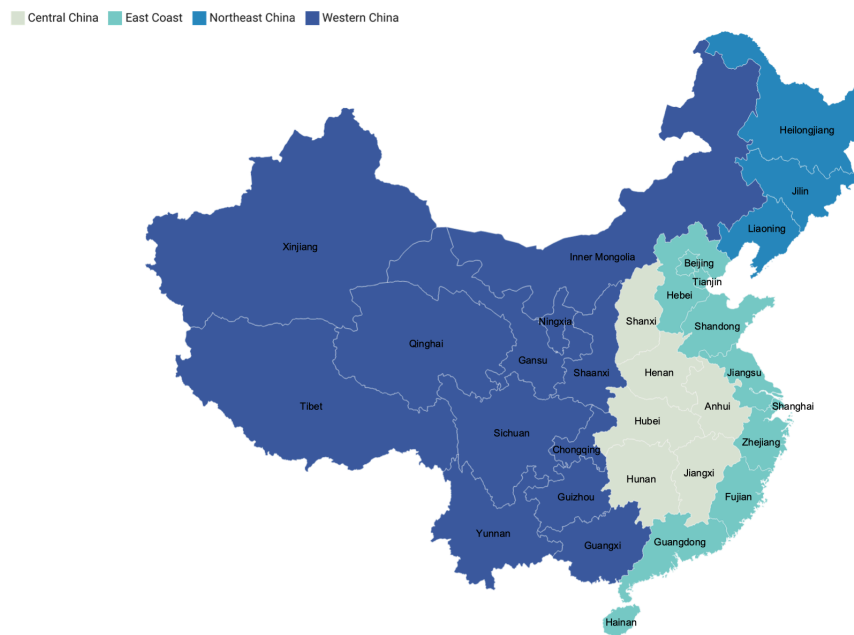 Central China East Coast Northeast China Western China
Heilongjiang
Jilin
Liaoning
Xinjiang
Inner Mongolia
Beijing
Tianjin
Hebei
Ningxia
Shanxi
Shandong
Qinghai
Gansu
Shaanxi
Henan
Jiangsu
Tibet
Anhui
Shanghai
Hubei
Sichuan
Zhejiang
Chongqing
Hunan
Jiangxi
Guizhou
Fujian
Yunnan
Guangxi
Guangdong
Hainan